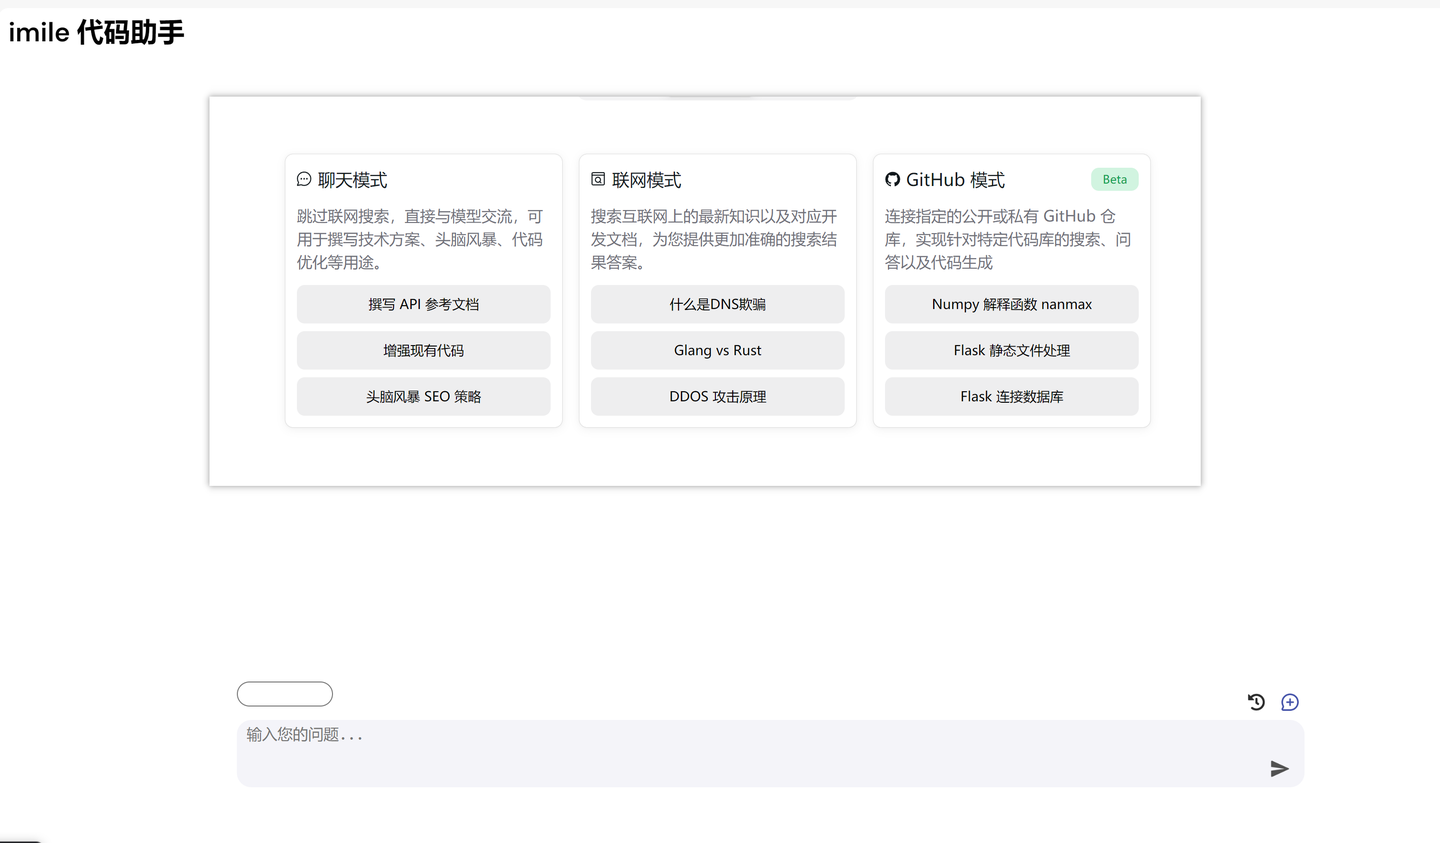 imile 代码助手
聊天模式
跳过联网搜索，直接与模型交流，可
用于撰写技术方案、头脑风暴、代码
优化等用途。
撰写 API 参考文档
增强现有代码
头脑风暴 SEO 策略
联网模式
搜索互联网上的最新知识以及对应开
发文档，为您提供更加准确的搜索结
果答案。
什么是DNS欺骗
Glang vs Rust
DDOS 攻击原理
GitHub 模式
Beta
连接指定的公开或私有 GitHub 仓
库，实现针对特定代码库的搜索、问
答以及代码生成
Numpy 解释函数 nanmax
Flask 静态文件处理
Flask 连接数据库
输入您的问题...